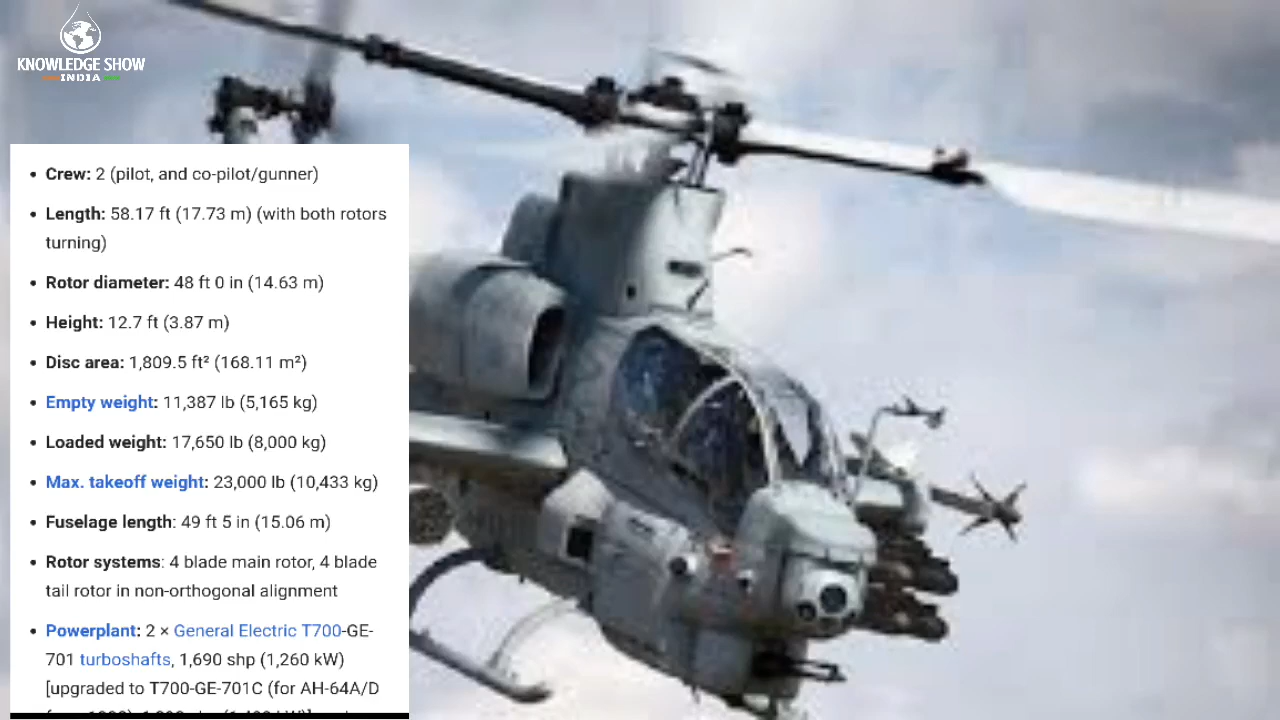 KNOWLEDGE SHOW
INDIA
• Crew: 2 (pilot, and co-pilot/gunner)
• Length: 58.17 ft (17.73 m) (with both rotors
turning)
• Rotor diameter: 48 ft 0 in (14.63 m)
• Height: 12.7 ft (3.87 m)
• Disc area: 1,809.5 ft² (168.11 m²)
• Empty weight: 11,387 lb (5,165 kg)
• Loaded weight: 17,650 lb (8,000 kg)
• Max. takeoff weight: 23,000 lb (10,433 kg)
• Fuselage length: 49 ft 5 in (15.06 m)
• Rotor systems: 4 blade main rotor, 4 blade
tail rotor in non-orthogonal alignment
• Powerplant: 2 × General Electric T700-GE-
701 turboshafts, 1,690 shp (1,260 kW)
[upgraded to T700-GE-701C (for AH-64A/D